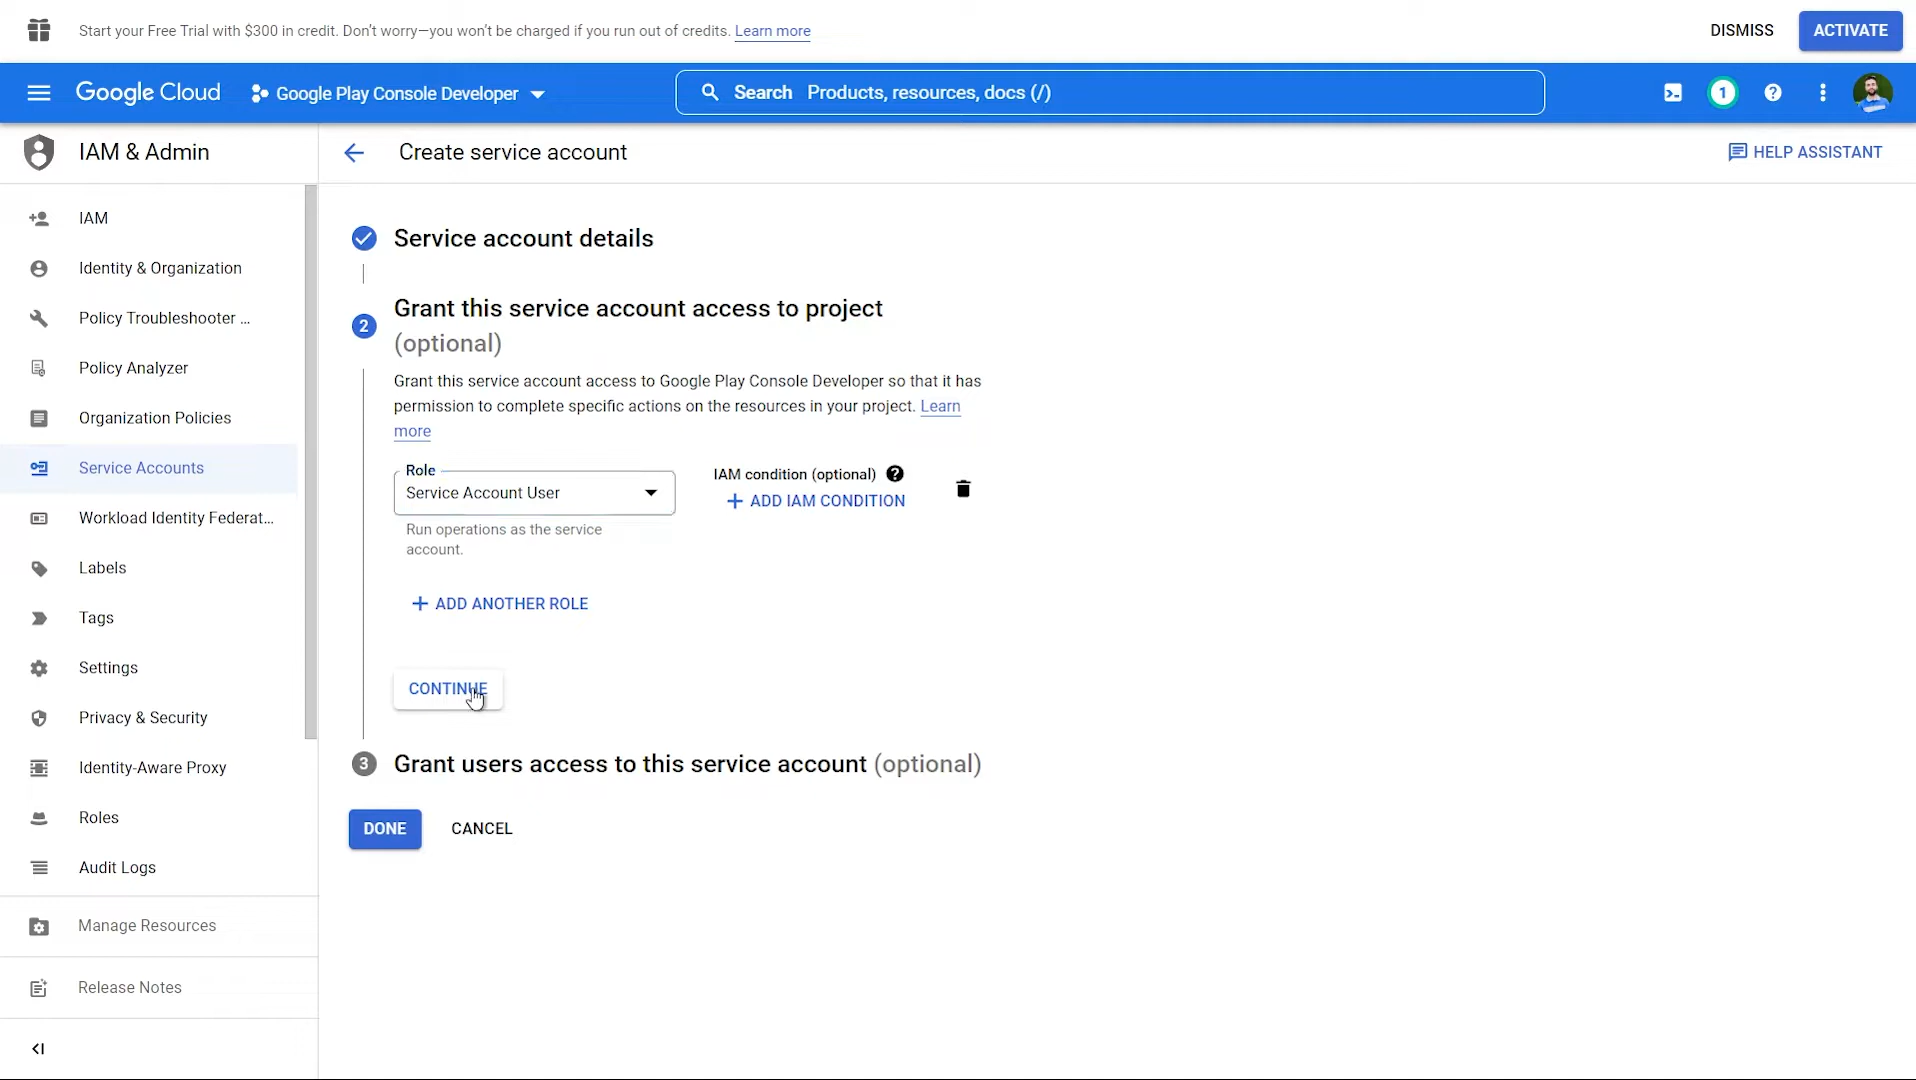 Start your Free Trial with $300 in credit. Don't worry—you won't be charged if you run out of credits. Learn more
DISMISS
ACTIVATE
Google Cloud
Google Play Console Developer
Search Products, resources, docs (/)
1
IAM & Admin
Create service account
HELP ASSISTANT
IAM
Identity & Organization
Policy Troubleshooter ...
Policy Analyzer
Organization Policies
Service Accounts
Workload Identity Federat...
Labels
Tags
Settings
Privacy & Security
Identity-Aware Proxy
Roles
Audit Logs
Manage Resources
Release Notes
Service account details
2
Grant this service account access to project
(optional)
Grant this service account access to Google Play Console Developer so that it has
permission to complete specific actions on the resources in your project. Learn
more
Role
Service Account User
IAM condition (optional)
+ ADD IAM CONDITION
Run operations as the service
account.
+ ADD ANOTHER ROLE
CONTINUE
3 Grant users access to this service account (optional)
DONE
CANCEL